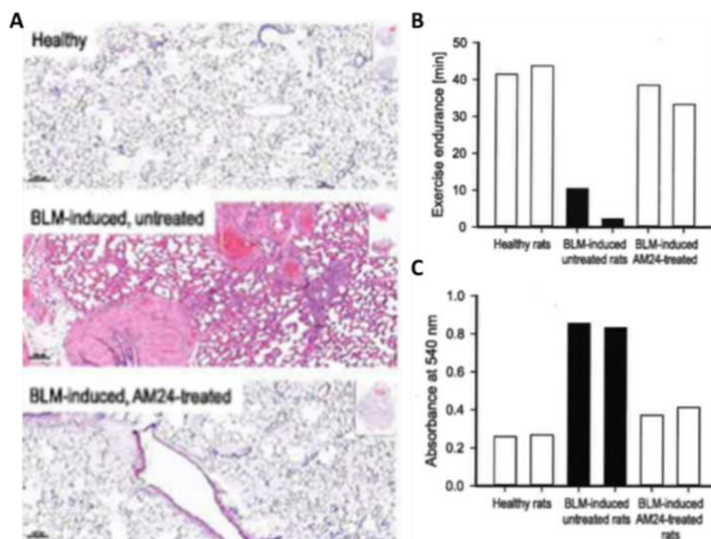 A
Healthy
BLM-induced, untreated
BLM-induced, AM24-treated
B
Exercise endurance [min]
50
40
30
20
10
0
Healthy rats
BLM-induced
untreated rats
BLM-induced
AM24-treated
C
Absorbance at 540 nm
1.0
0.8
0.6
0.4
0.2
0.0
Healthy rats
BLM-induced
untreated rats
BLM-induced
AM24-treated
rats